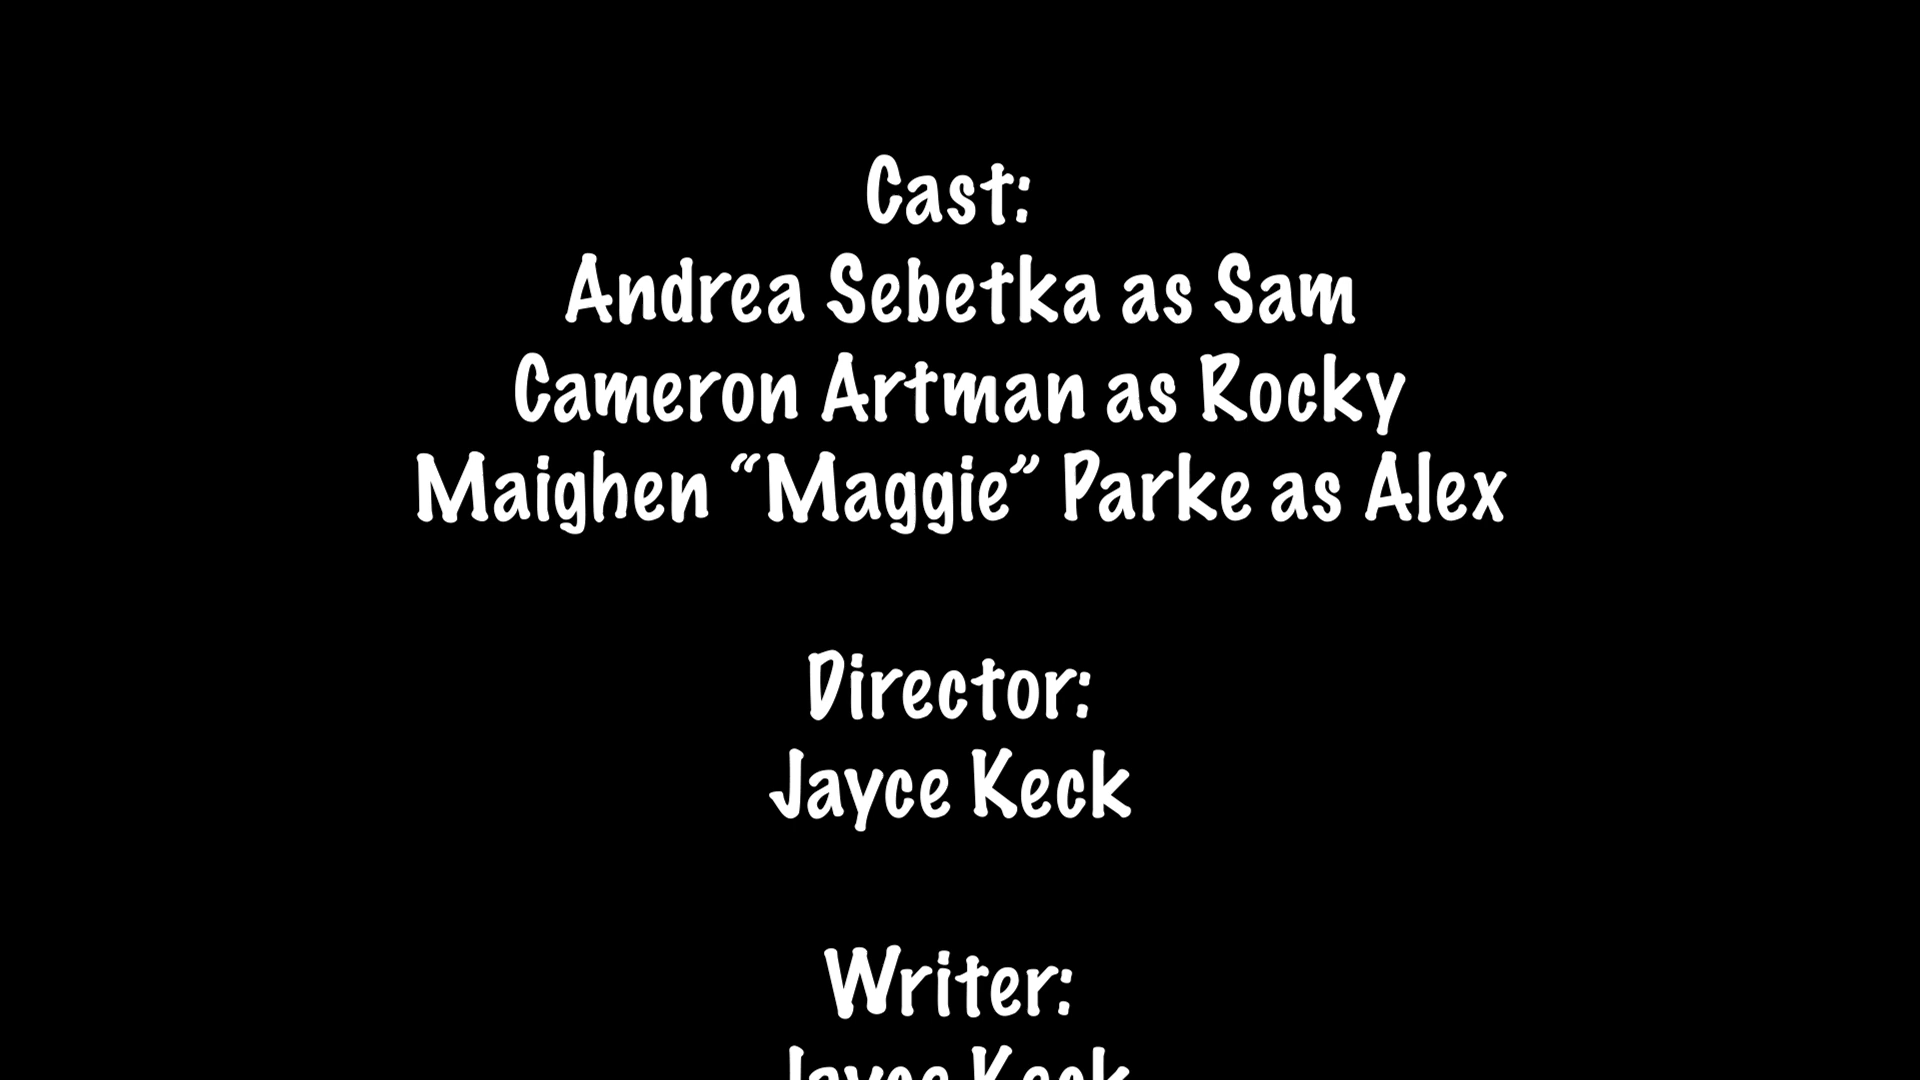 Cast:
Andrea Sebetka as Sam
Cameron Artman as Rocky
Maighen “Maggie” Parke as Alex
Director:
Jayce Keck
Writer:
Jayce Keck